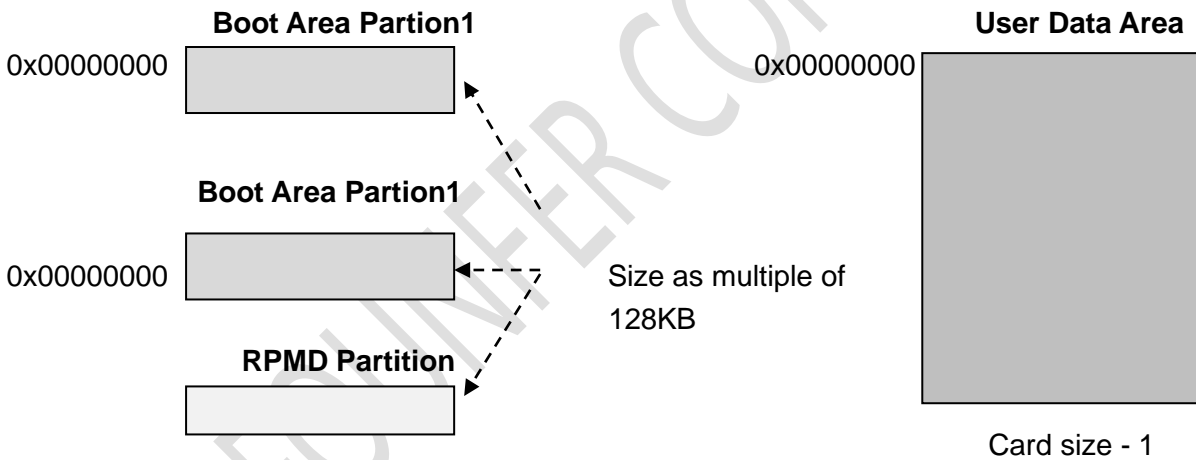 Boot Area Partion1
0x00000000
Boot Area Partion1
0x00000000
Size as multiple of
128KB
RPMD Partition
User Data Area
0x00000000
Card size - 1